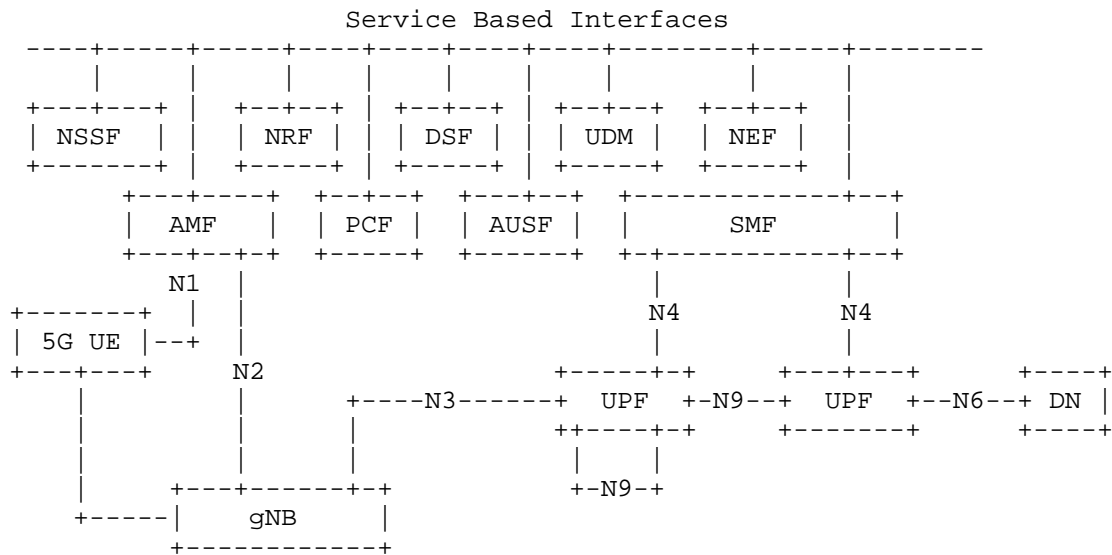 Service Based Interfaces
NSSF NRF DSF UDM NEF
AMF PCF AUSF SMF
N1
5G UE N4 N4
N2
N3 UPF N9 UPF N6 DN
N9
gNB